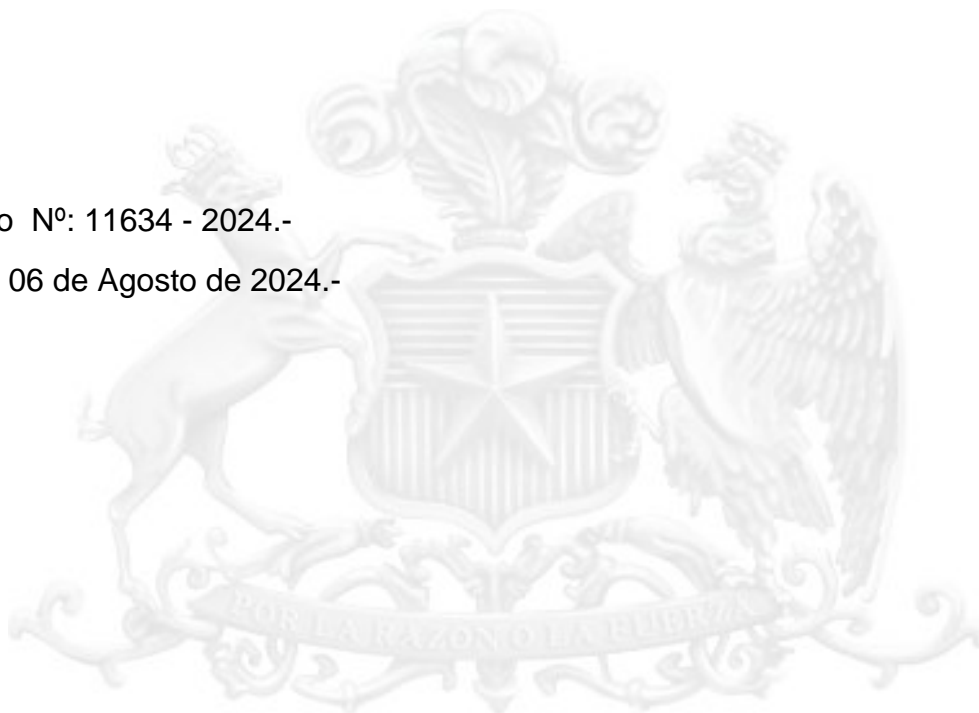 o Nº: 11634 - 2024.-
06 de Agosto de 2024.-
POR LA RAZON O LA FUERZA